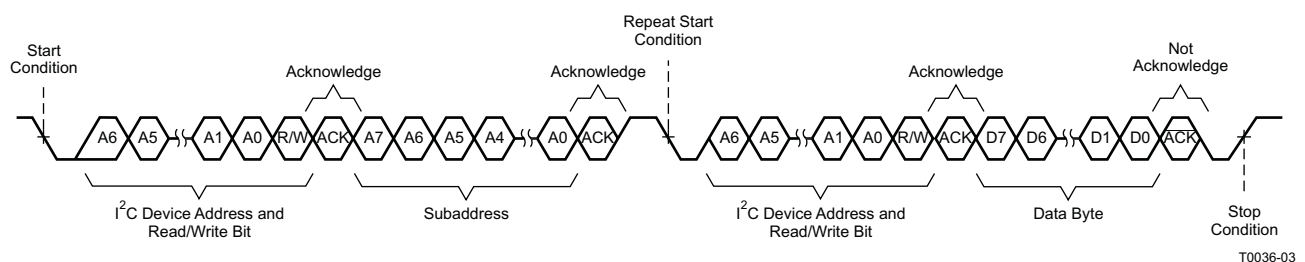 Repeat Start
Condition
Start
Condition
Not
Acknowledge
Acknowledge
Acknowledge
Acknowledge
A6 A5 A1 A0 R/W ACK A7 A6 A5 A4 A0 ACK A6 A5 A1 A0 R/W ACK D7 D6 D1 D0 ACK
I2C Device Address and
Read/Write Bit
Subaddress
I2C Device Address and
Read/Write Bit
Data Byte
Stop
Condition
T0036-03